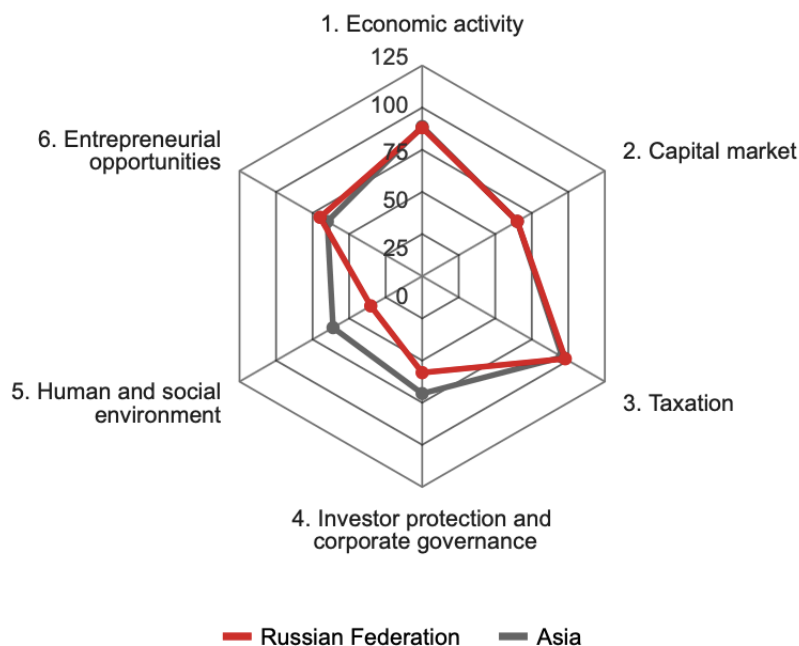 1. Economic activity
125
100
75
50
25
0
2. Capital market
3. Taxation
4. Investor protection and
corporate governance
5. Human and social
environment
6. Entrepreneurial
opportunities
Russian Federation
Asia